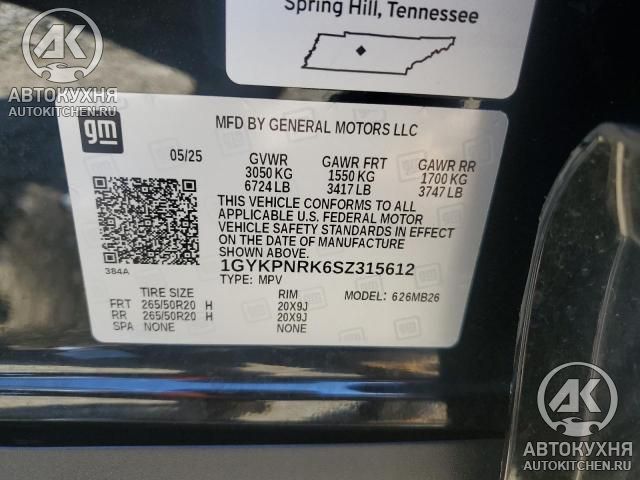 Spring Hill, Tennessee
АК
АВТОКУХНЯ
AUTOKITCHEN.RU
gm
MFD BY GENERAL MOTORS LLC
05/25 GVWR GAWR FRT GAWR RR
3050 KG 1550 KG 1700 KG
6724 LB 3417 LB 3747 LB
THIS VEHICLE CONFORMS TO ALL
APPLICABLE U.S. FEDERAL MOTOR
VEHICLE SAFETY STANDARDS IN EFFECT
ON THE DATE OF MANUFACTURE
SHOWN ABOVE.
384A
1GYKPNRK6SZ315612
TYPE: MPV
TIRE SIZE RIM MODEL: 626MB26
FRT 265/50R20 H 20X9J
RR 265/50R20 H 20X9J
SPA NONE NONE
АК
АВТОКУХНЯ
AUTOKITCHEN.RU